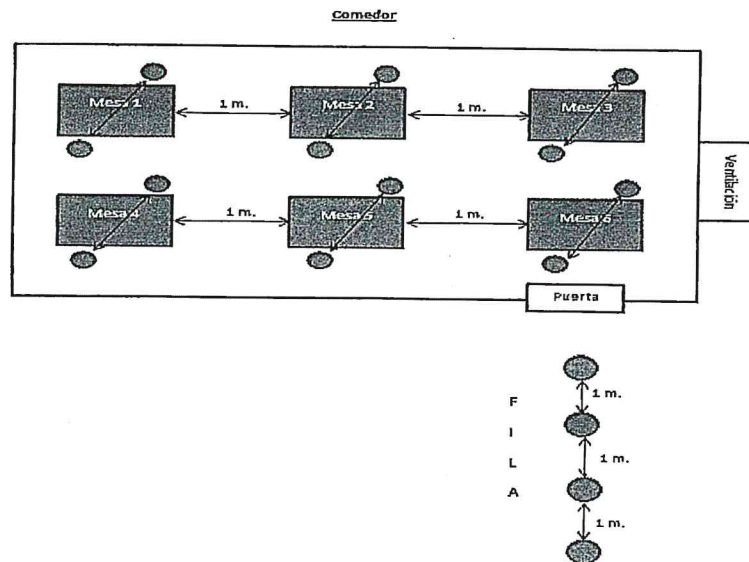 Comedor
Mesa 1
1 m.
Mesa 2
1 m.
Mesa 3
Mesa 4
1 m.
Mesa 5
1 m.
Mesa 6
Ventilación
Puerta
FILA
1 m.
1 m.
1 m.